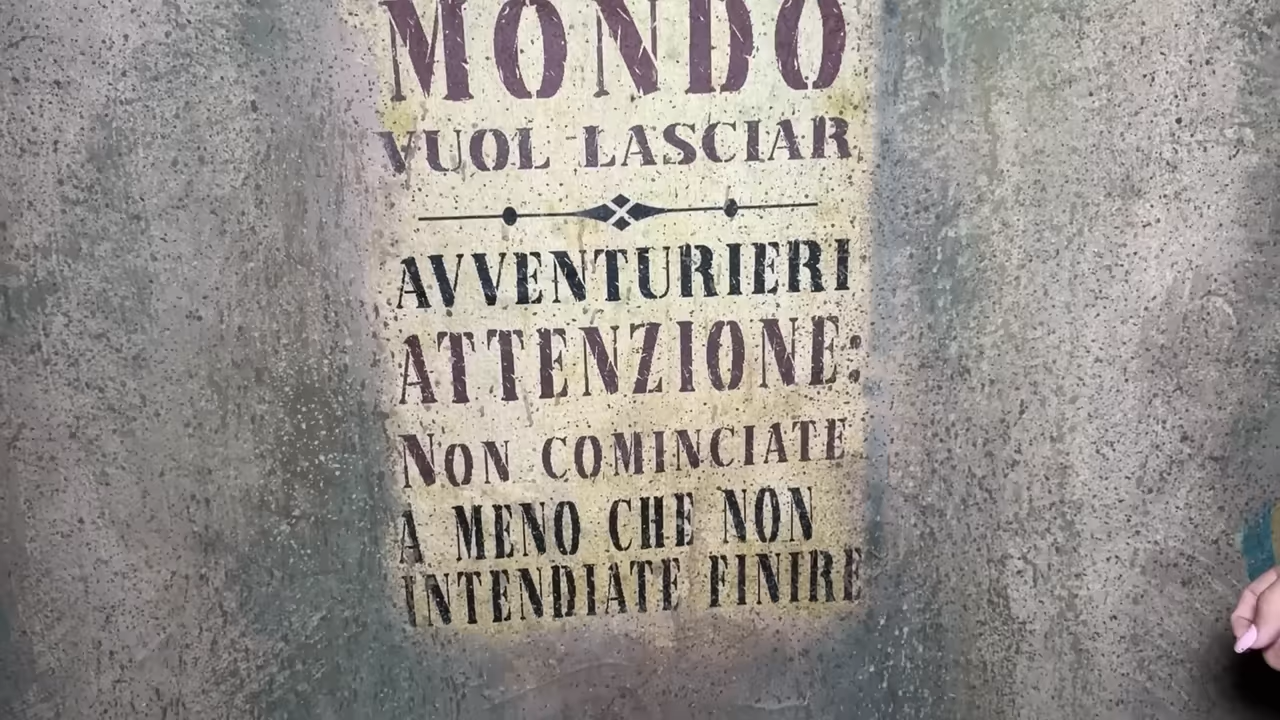 MONDO
VUOL LASCIAR
AVVENTURIERI
ATTENZIONE:
NON COMINCIATE
A MENO CHE NON
INTENDIATE FINIRE